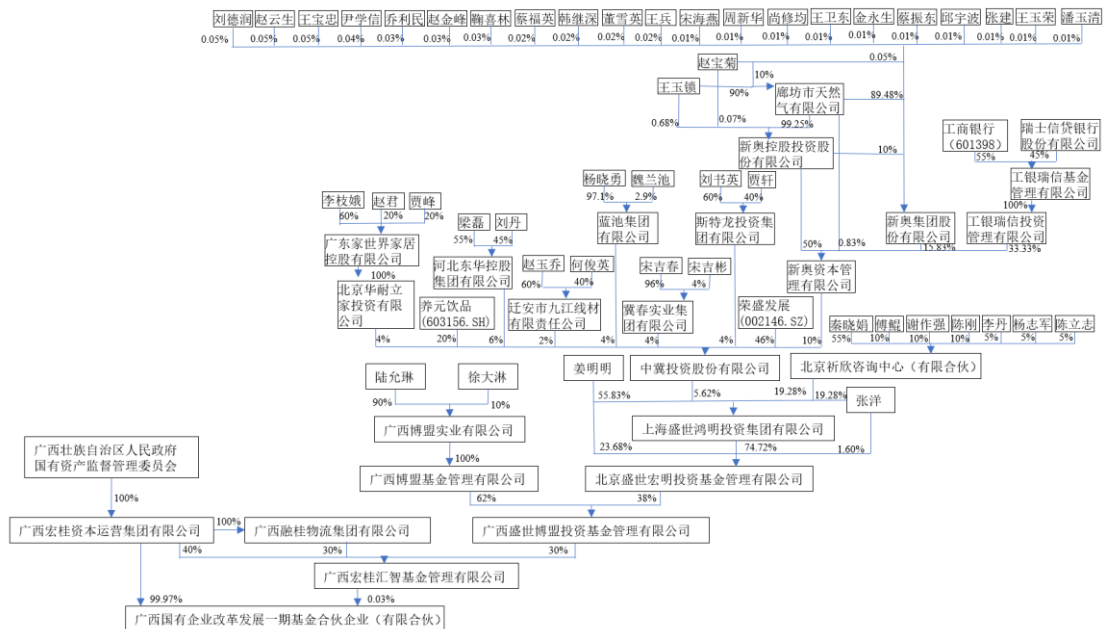 刘德润 赵云生 王宝忠 尹学信 乔利民 赵金峰 鞠喜林 蔡福英 韩继深 董雪英 王兵 宋海燕 周新华 尚修均 王卫东 金永生 蔡振东 邱宇波 张建 王玉荣 潘玉清
0.05% 0.05% 0.05% 0.04% 0.03% 0.03% 0.03% 0.02% 0.02% 0.02% 0.02% 0.01% 0.01% 0.01% 0.01% 0.01% 0.01% 0.01% 0.01% 0.01% 0.01%
赵宝菊
0.05%
10%
王玉锁
90%
廊坊市天然
气有限公司
89.48%
0.68%
0.07%
99.25%
新奥控股投资股
份有限公司
10%
工商银行
(601398)
瑞士信贷银行
股份有限公司
55%
45%
工银瑞信基金
管理有限公司
100%
杨晓勇
魏兰池
97.1%
2.9%
刘书英
贾轩
60%
40%
李枝娥
赵君
贾峰
60%
20%
20%
梁磊
刘丹
55%
45%
蓝池集团有
限公司
斯特龙投资集
团有限公司
新奥集团股份
有限公司
工银瑞信投资
管理有限公司
广东家世界家居
控股有限公司
100%
河北东华控股
集团有限公司
50%
0.83%
15.83%
33.33%
赵玉乔
何俊英
60%
40%
宋吉春
宋吉彬
96%
4%
新奥资本管
理有限公司
北京华耐立
家投资有限
公司
养元饮品
(603156.SH)
迁安市九江线材
有限责任公司
冀春实业集
团有限公司
荣盛发展
(002146.SZ)
4%
20%
6%
2%
4%
4%
4%
46%
10%
秦晓娟 傅鲲 谢作强 陈刚 李丹 杨志军 陈立志
55% 10% 10% 10% 5% 5% 5%
姜明明
中冀投资股份有限公司
北京祈欣咨询中心（有限合伙）
陆允琳
徐大淋
90%
10%
55.83%
5.62%
19.28%
19.28%
张洋
广西博盟实业有限公司
上海盛世鸿明投资集团有限公司
100%
23.68%
74.72%
1.60%
广西壮族自治区人民政府
国有资产监督管理委员会
广西博盟基金管理有限公司
北京盛世宏明投资基金管理有限公司
100%
62%
38%
广西宏桂资本运营集团有限公司
100%
广西融桂物流集团有限公司
广西盛世博盟投资基金管理有限公司
40%
30%
30%
广西宏桂汇智基金管理有限公司
99.97%
0.03%
广西国有企业改革发展一期基金合伙企业（有限合伙）